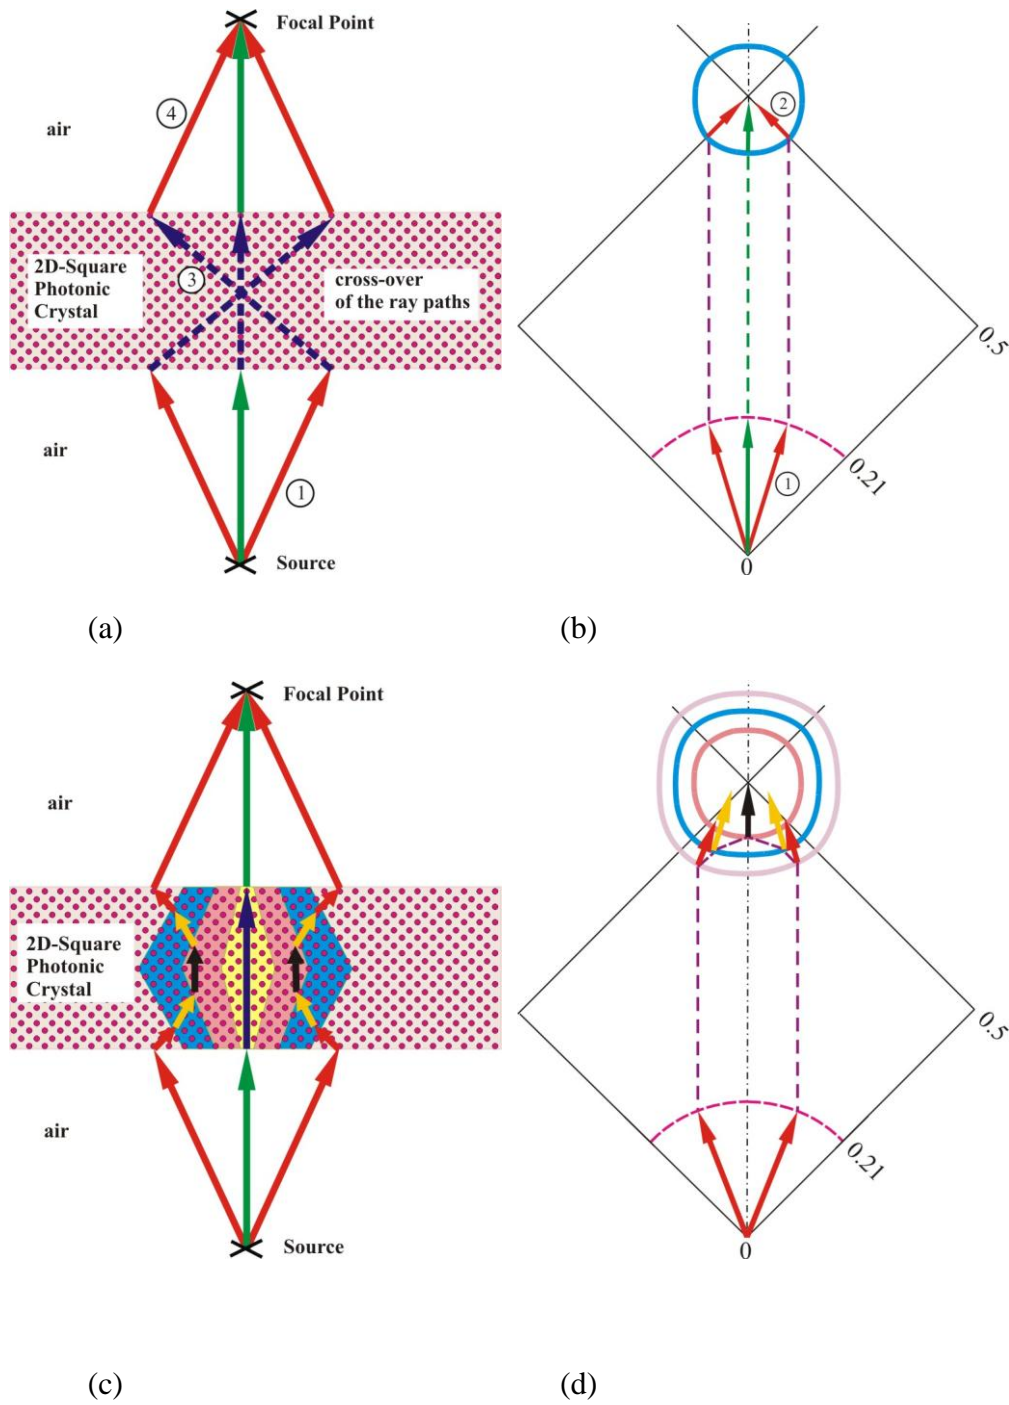 Focal Point
4
air
2D-Square
Photonic
Crystal
3
cross-over
of the ray paths
air
1
Source
2
0.5
0.21
1
0
(a)
(b)
Focal Point
air
2D-Square
Photonic
Crystal
air
Source
0.5
0.21
0
(c)
(d)